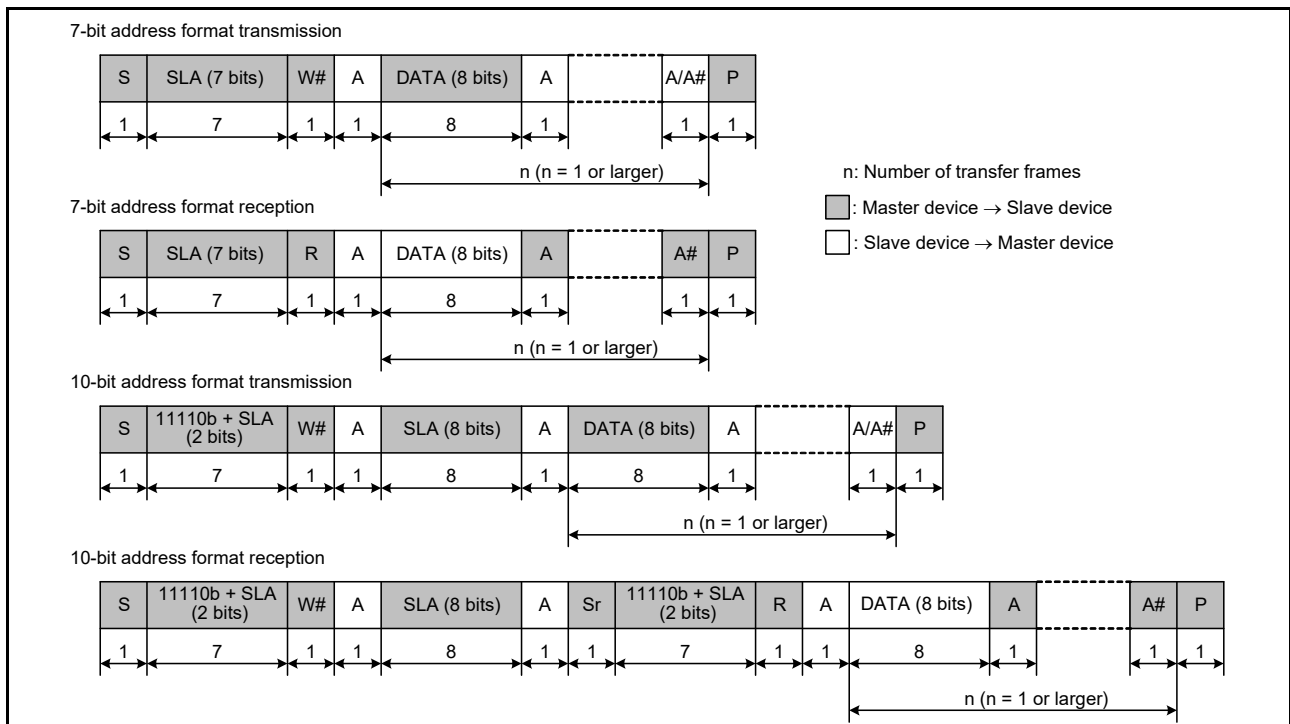 7-bit address format transmission
S SLA (7 bits) W# A DATA (8 bits) A A/A# P
1 7 1 1 8 1 1 1
n (n = 1 or larger)
n: Number of transfer frames
: Master device → Slave device
: Slave device → Master device
7-bit address format reception
S SLA (7 bits) R A DATA (8 bits) A A# P
1 7 1 1 8 1 1 1
n (n = 1 or larger)
10-bit address format transmission
S 11110b + SLA (2 bits) W# A SLA (8 bits) A DATA (8 bits) A A/A# P
1 7 1 1 8 1 8 1 1 1
n (n = 1 or larger)
10-bit address format reception
S 11110b + SLA (2 bits) W# A SLA (8 bits) A Sr 11110b + SLA (2 bits) R A DATA (8 bits) A A# P
1 7 1 1 8 1 1 7 1 1 8 1 1 1
n (n = 1 or larger)